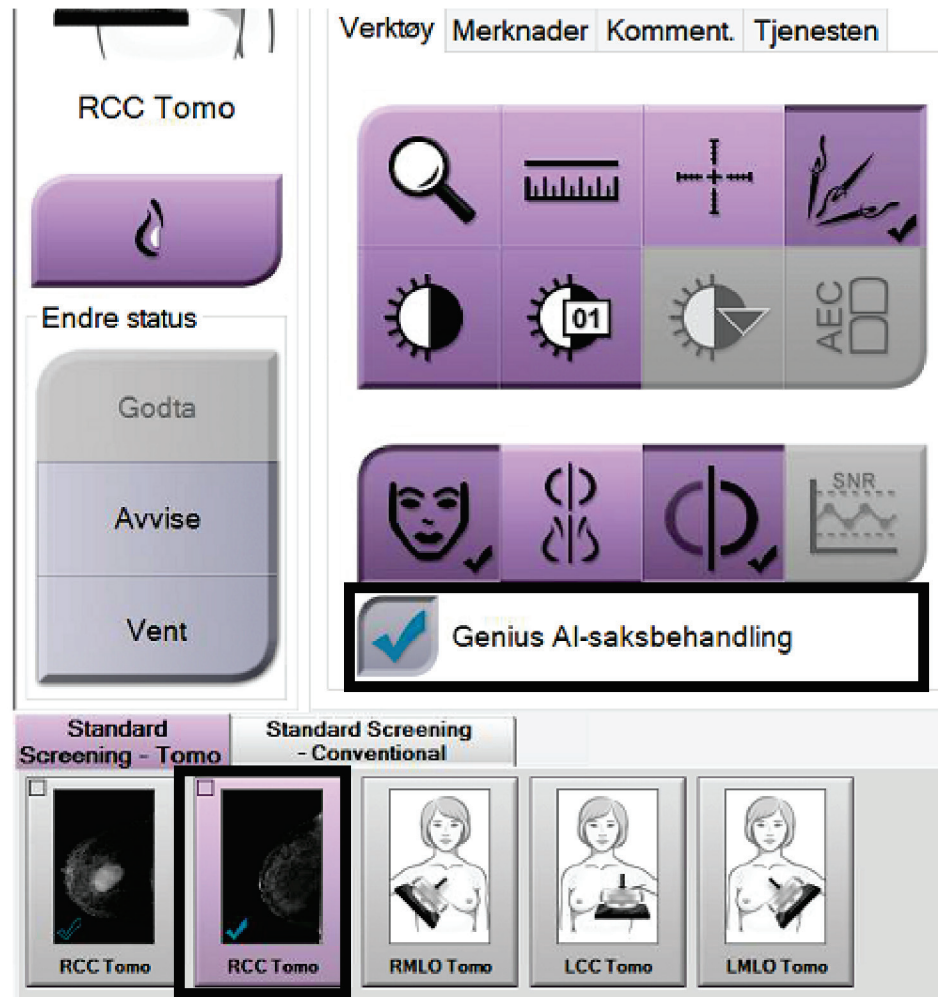 RCC Tomo
Endre status
Godta
Avvise
Vent
Verktøy Merknader Komment. Tjenesten
01
AEC
SNR
Genius AI-saksbehandling
Standard
Screening - Tomo
Standard Screening
- Conventional
RCC Tomo
RCC Tomo
RMLO Tomo
LCC Tomo
LMLO Tomo